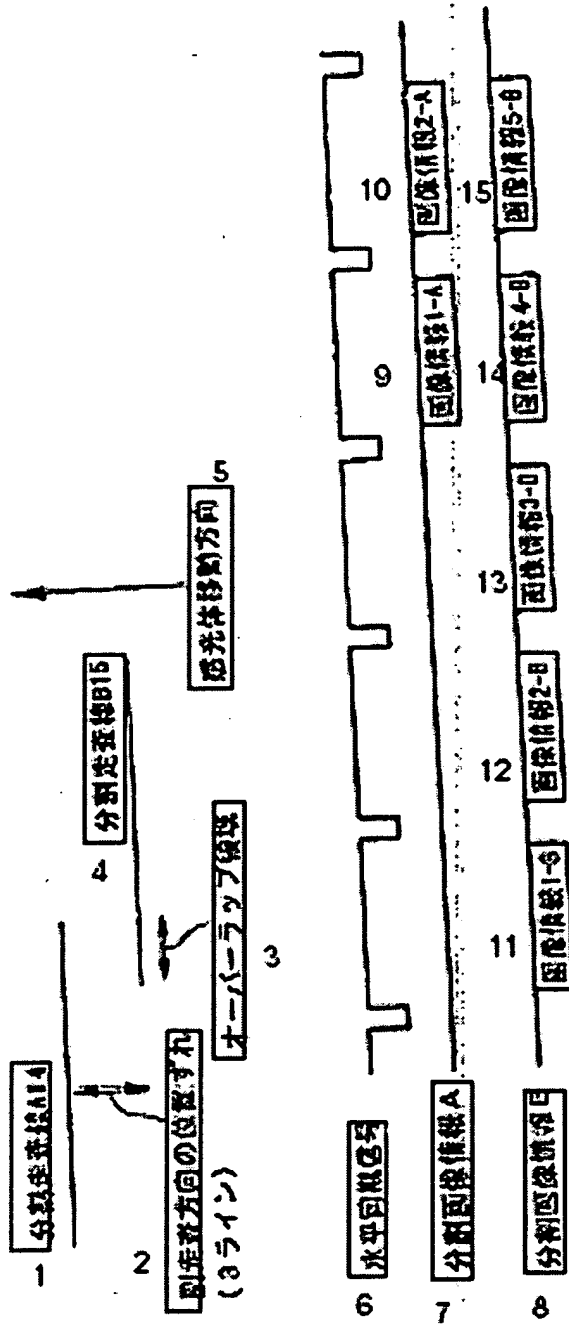 1
分割走査線A14
2
副走査方向の位置ずれ
(3ライン)
3
オーバーラップ領域
4
分割走査線B15
5
感光体移動方向
6
水平同期信号
7
分割画像情報A
8
分割画像情報B
9
画像情報1-A
10
画像情報2-A
11
画像情報1-B
12
画像情報2-B
13
画像情報3-B
14
画像情報4-B
15
画像情報5-B